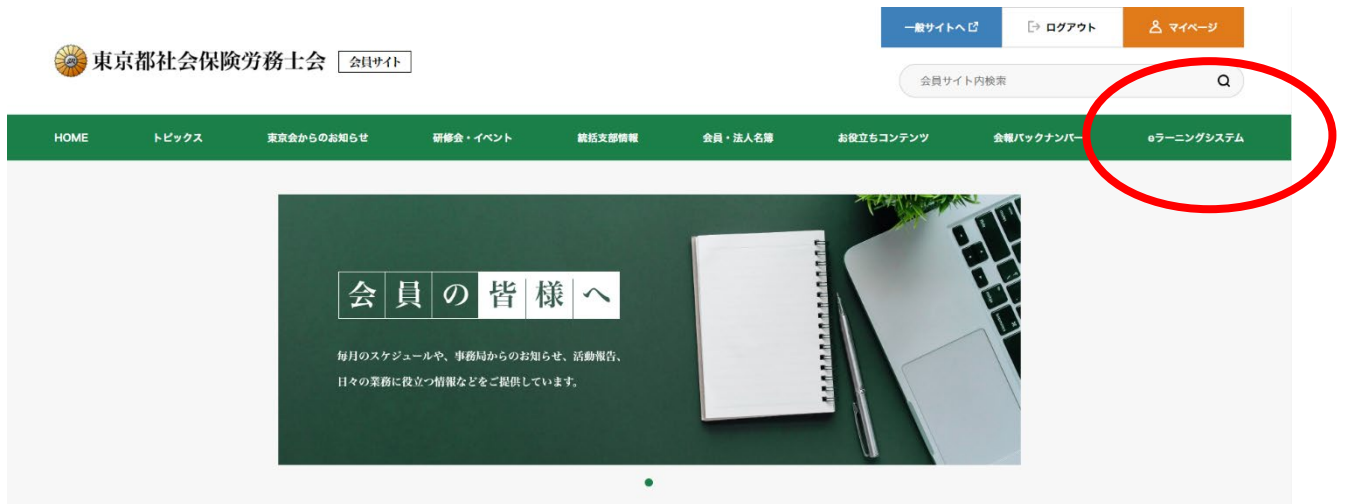 一般サイトへ
ログアウト
マイページ
東京都社会保険労務士会 会員サイト
会員サイト内検索
HOME トピックス 東京会からのお知らせ 研修会・イベント 統括支部情報 会員・法人名簿 お役立ちコンテンツ 会報バックナンバー eラーニングシステム
会員の皆様へ
毎月のスケジュールや、事務局からのお知らせ、活動報告、
日々の業務に役立つ情報などをご提供しています。